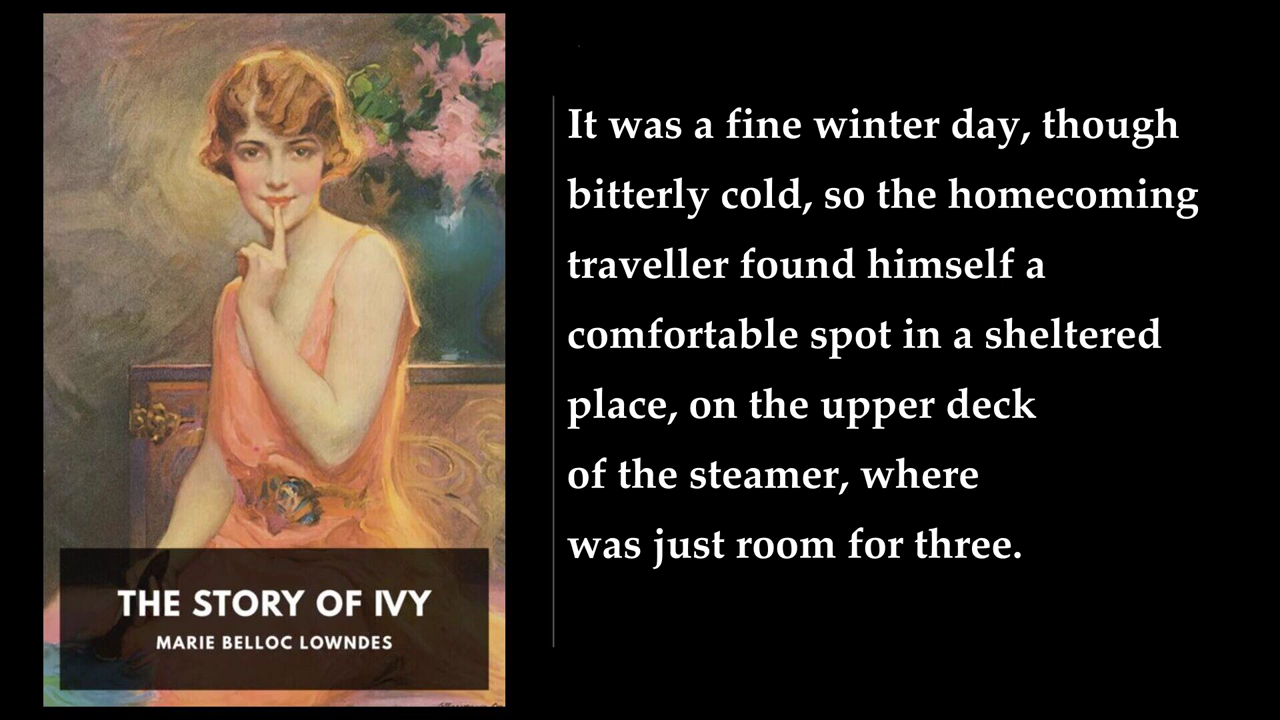 THE STORY OF IVY
MARIE BELLOC LOWNDES
It was a fine winter day, though
bitterly cold, so the homecoming
traveller found himself a
comfortable spot in a sheltered
place, on the upper deck
of the steamer, where
was just room for three.